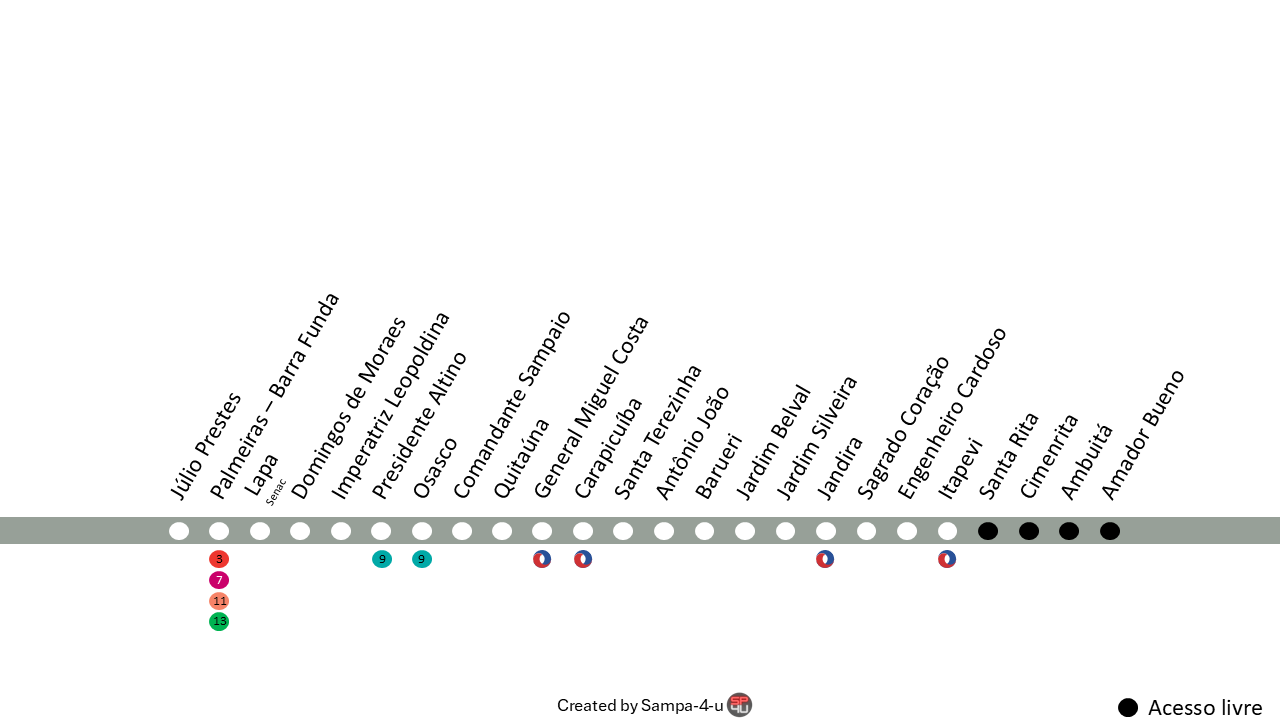 Júlio Prestes
Palmeiras – Barra Funda
Lapa
Senac
Domingos de Moraes
Imperatriz Leopoldina
Presidente Altino
Osasco
Comandante Sampaio
Quitaúna
General Miguel Costa
Carapicuíba
Santa Terezinha
Antônio João
Barueri
Jardim Belval
Jardim Silveira
Jandira
Sagrado Coração
Engenheiro Cardoso
Itapevi
Santa Rita
Cimenrita
Ambuitá
Amador Bueno
3
9
9
7
11
13
Created by Sampa-4-u
SP
4U
Acesso livre